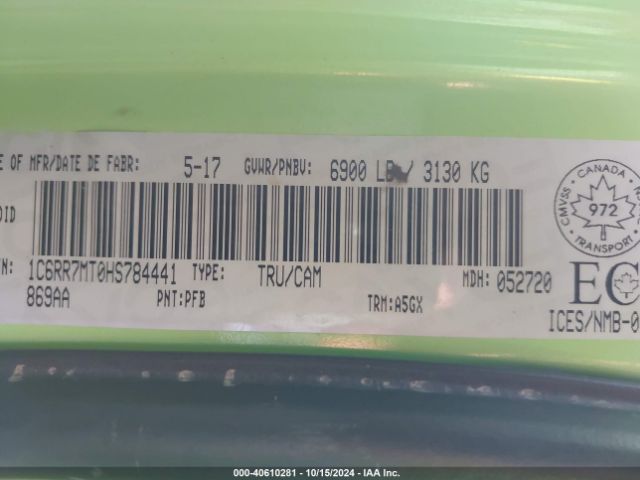 E OF MFR/DATE DE FABR: 5-17 GVWR/PNBV: 6900 LB / 3130 KG
CMVSS CANADA
972
TRANSPORT
OID
1C6RR7MT0HS784441 TYPE: TRU/CAM MDH: 052720
869AA PNT:PFB TRM:A5GX
EC
ICES/NMB-0
000-40610281 - 10/15/2024 - IAA Inc.